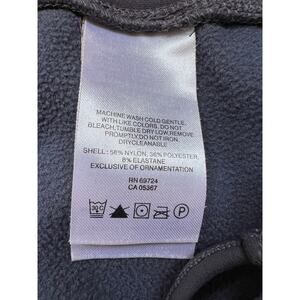 MACHINE WASH COLD GENTLE,
WITH LIKE COLORS. DO NOT
BLEACH, TUMBLE DRY LOW, REMOVE
PROMPTLY. DO NOT IRON,
DRYCLEANABLE
SHELL: 56% NYLON, 36% POLYESTER,
8% ELASTANE
EXCLUSIVE OF ORNAMENTATION
RN 69724
CA 05367
30C P